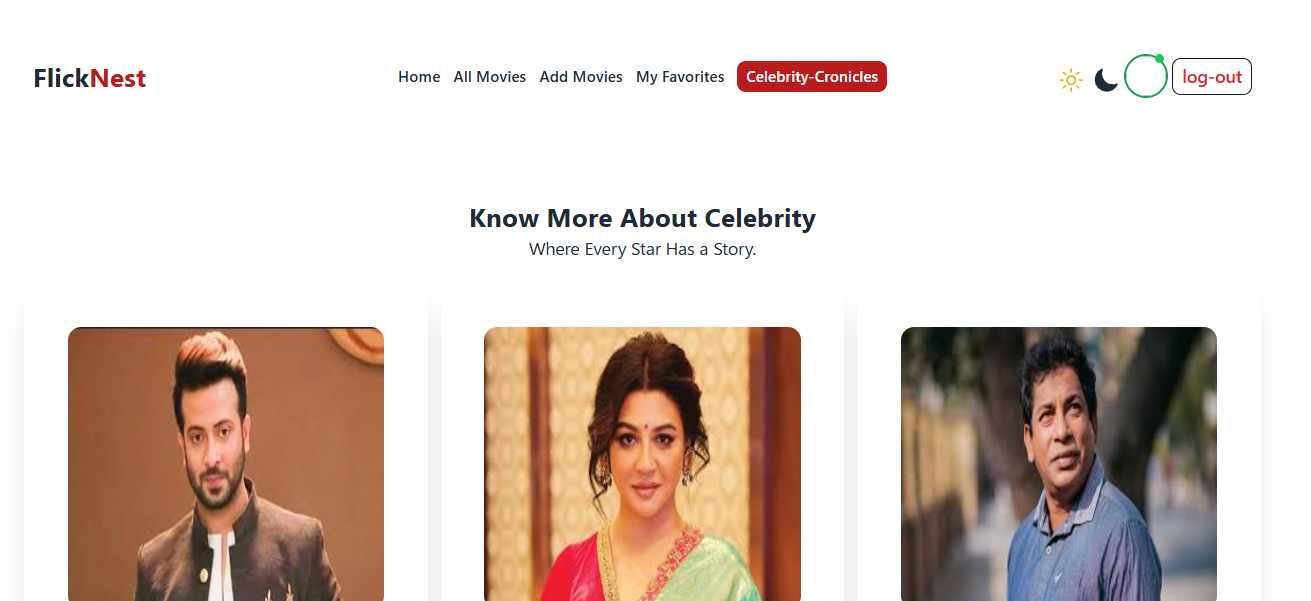 FlickNest
Home All Movies Add Movies My Favorites Celebrity-Cronicles
log-out
Know More About Celebrity
Where Every Star Has a Story.